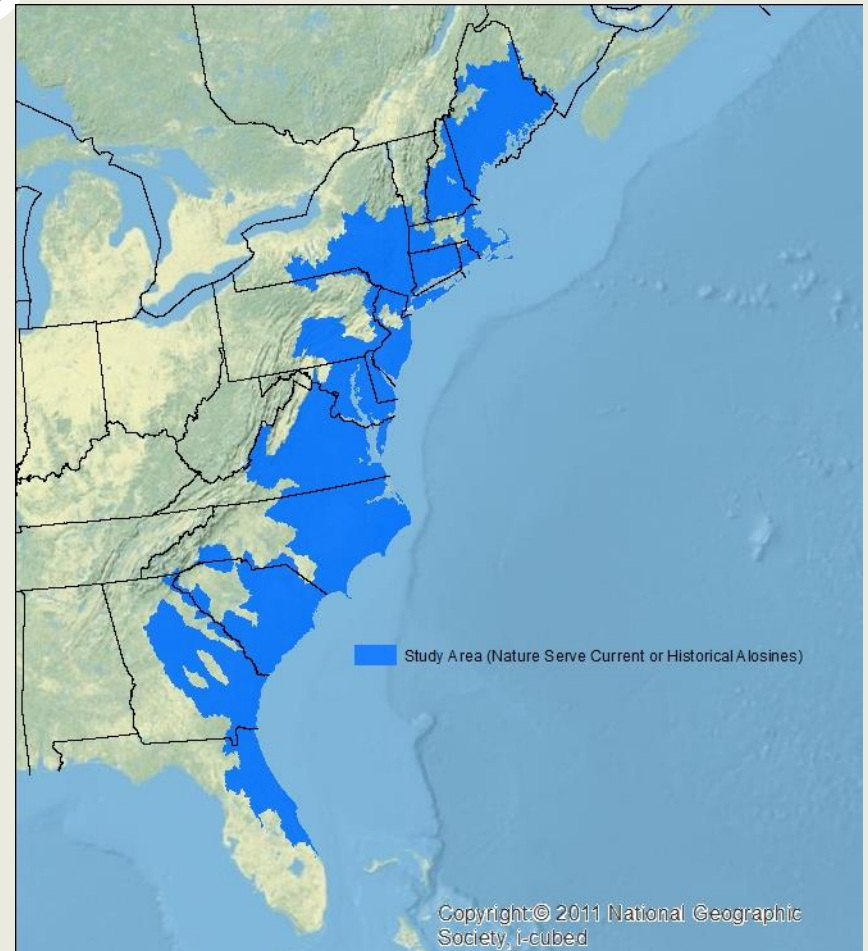 Study Area (Nature Serve Current or Historical Alosines)
Copyright:© 2011 National Geographic
Society, i-cubed